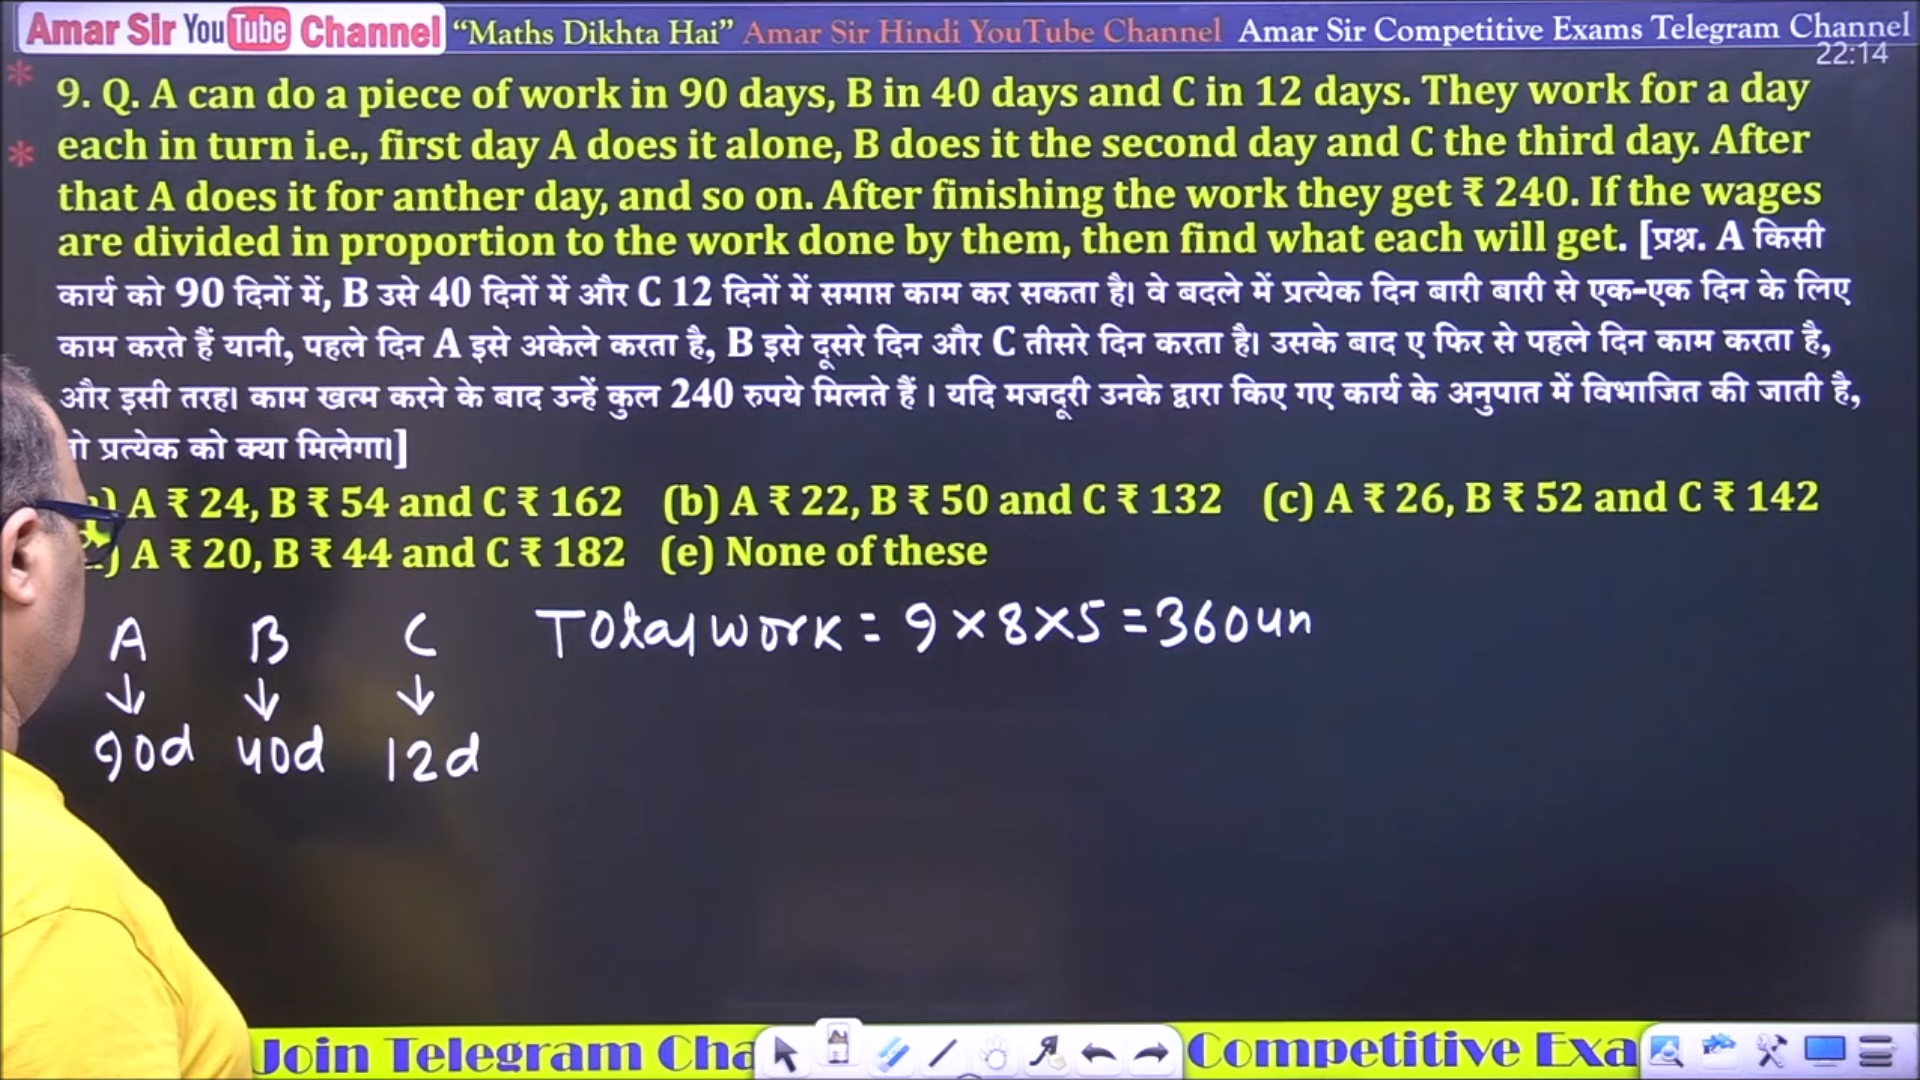 Amar Sir YouTube Channel "Maths Dikhta Hai" Amar Sir Hindi YouTube Channel Amar Sir Competitive Exams Telegram Channel
22:14
* 9. Q. A can do a piece of work in 90 days, B in 40 days and C in 12 days. They work for a day
* each in turn i.e., first day A does it alone, B does it the second day and C the third day. After
that A does it for anther day, and so on. After finishing the work they get ₹ 240. If the wages
are divided in proportion to the work done by them, then find what each will get. [प्रश्न. A किसी
कार्य को 90 दिनों में, B उसे 40 दिनों में और C 12 दिनों में समाप्त काम कर सकता है। वे बदले में प्रत्येक दिन बारी बारी से एक-एक दिन के लिए
काम करते हैं यानी, पहले दिन A इसे अकेले करता है, B इसे दूसरे दिन और C तीसरे दिन करता है। उसके बाद ए फिर से पहले दिन काम करता है,
और इसी तरह। काम खत्म करने के बाद उन्हें कुल 240 रुपये मिलते हैं । यदि मजदूरी उनके द्वारा किए गए कार्य के अनुपात में विभाजित की जाती है,
प्रत्येक को क्या मिलेगा।]
) A ₹ 24, B ₹ 54 and C ₹ 162 (b) A ₹ 22, B ₹ 50 and C ₹ 132 (c) A ₹ 26, B ₹ 52 and C ₹ 142
) A ₹ 20, B ₹ 44 and C ₹ 182 (e) None of these
A B C Total work = 9 × 8 × 5 = 360un
↓ ↓ ↓
90d 40d 12d
Join Telegram Cha Competitive Exa